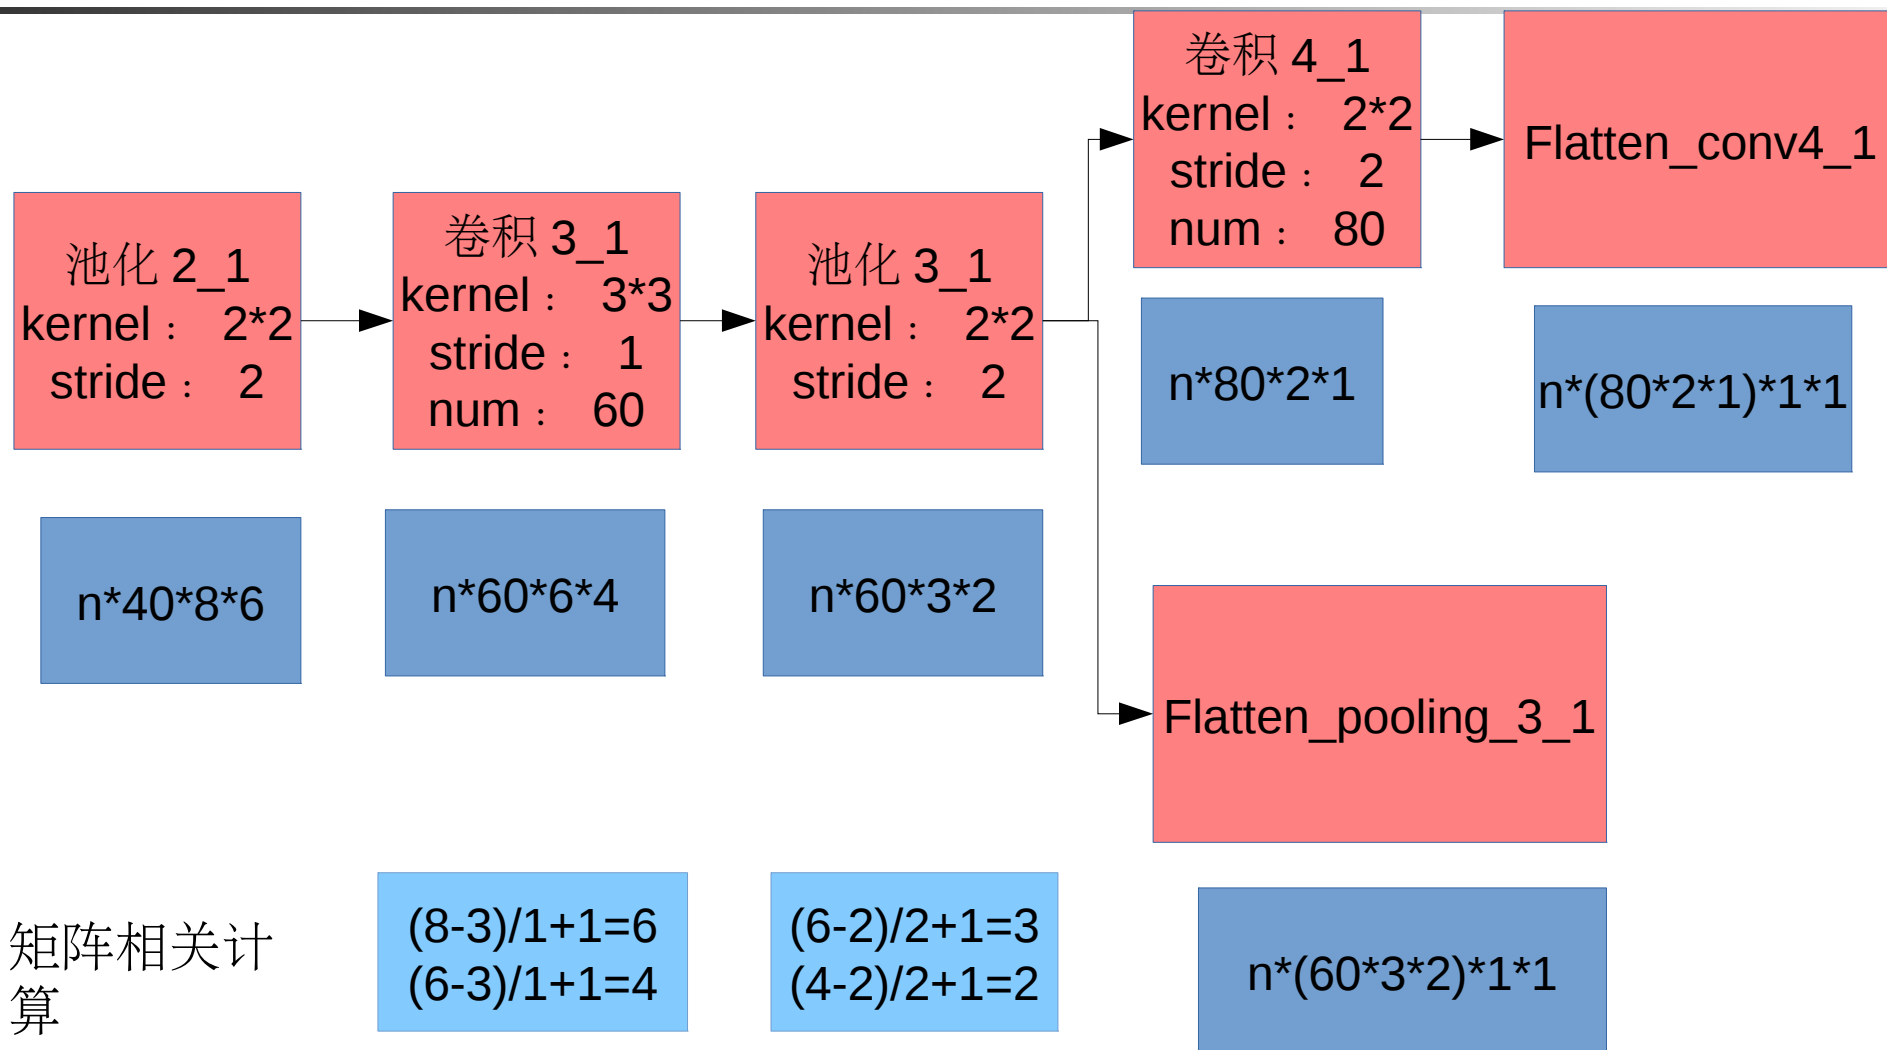 卷积 4_1
kernel： 2*2
stride： 2
num： 80
Flatten_conv4_1
池化 2_1
kernel： 2*2
stride： 2
卷积 3_1
kernel： 3*3
stride： 1
num： 60
池化 3_1
kernel： 2*2
stride： 2
n*80*2*1
n*(80*2*1)*1*1
n*40*8*6
n*60*6*4
n*60*3*2
Flatten_pooling_3_1
矩阵相关计
算
(8-3)/1+1=6
(6-3)/1+1=4
(6-2)/2+1=3
(4-2)/2+1=2
n*(60*3*2)*1*1